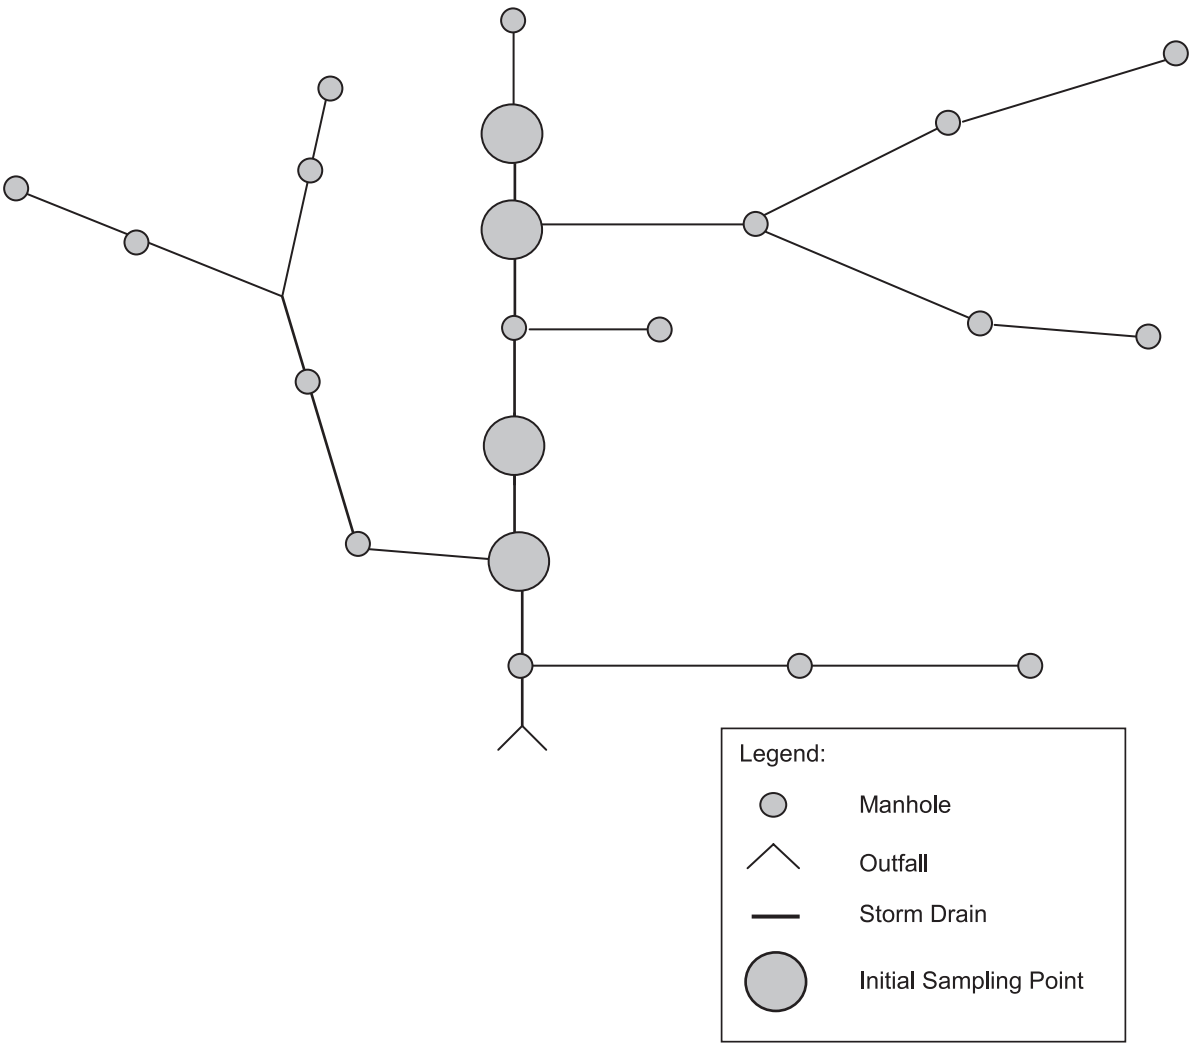 Legend:
Manhole
Outfall
Storm Drain
Initial Sampling Point